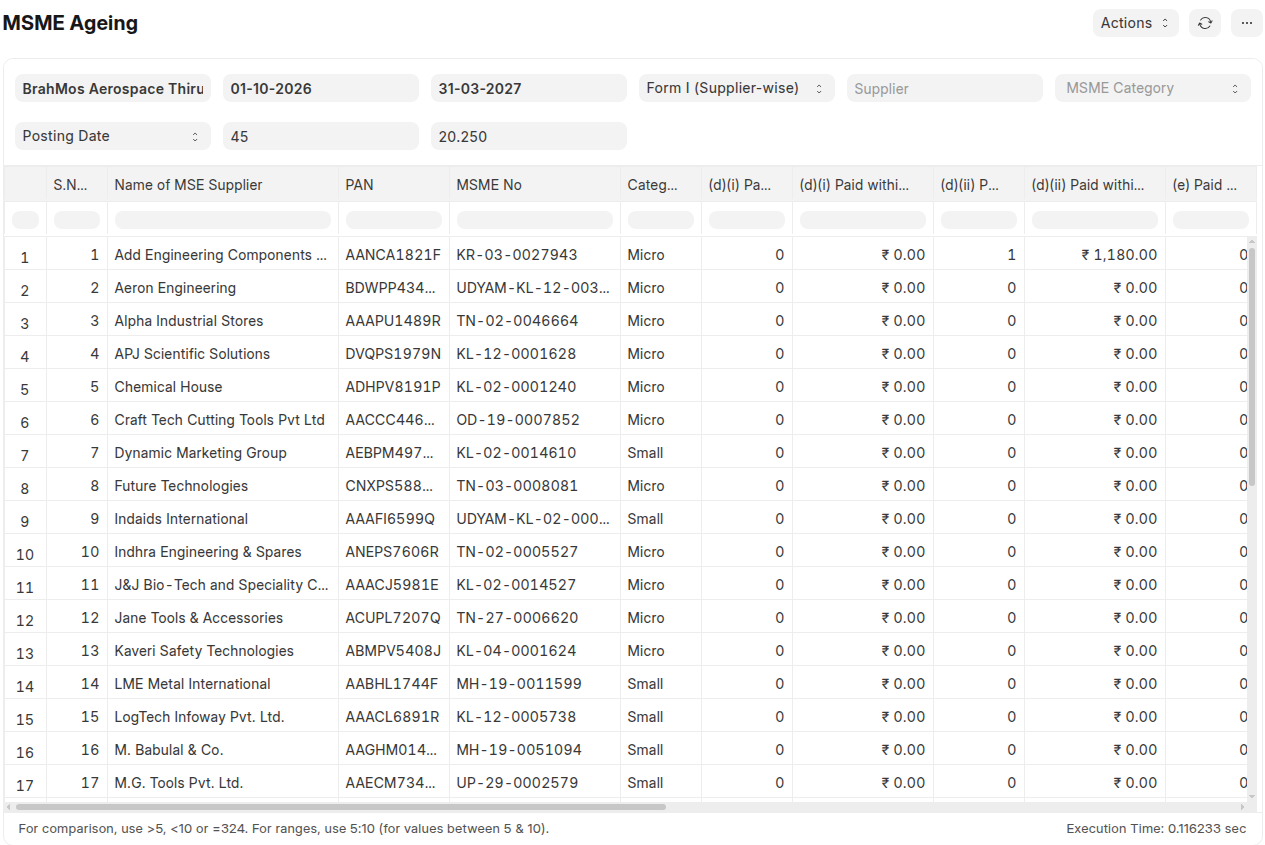 MSME Ageing
Actions
BrahMos Aerospace Thiru 01-10-2026 31-03-2027 Form I (Supplier-wise) Supplier MSME Category
Posting Date 45 20.250
S.N... Name of MSE Supplier PAN MSME No Categ... (d)(i) Pa... (d)(i) Paid withi... (d)(ii) P... (d)(ii) Paid withi... (e) Paid ...
1 1 Add Engineering Components ... AANCA1821F KR-03-0027943 Micro 0 ₹ 0.00 1 ₹ 1,180.00 0
2 2 Aeron Engineering BDWPP434... UDYAM-KL-12-003... Micro 0 ₹ 0.00 0 ₹ 0.00 0
3 3 Alpha Industrial Stores AAAPU1489R TN-02-0046664 Micro 0 ₹ 0.00 0 ₹ 0.00 0
4 4 APJ Scientific Solutions DVQPS1979N KL-12-0001628 Micro 0 ₹ 0.00 0 ₹ 0.00 0
5 5 Chemical House ADHPV8191P KL-02-0001240 Micro 0 ₹ 0.00 0 ₹ 0.00 0
6 6 Craft Tech Cutting Tools Pvt Ltd AACCC446... OD-19-0007852 Micro 0 ₹ 0.00 0 ₹ 0.00 0
7 7 Dynamic Marketing Group AEBPM497... KL-02-0014610 Small 0 ₹ 0.00 0 ₹ 0.00 0
8 8 Future Technologies CNXPS588... TN-03-0008081 Micro 0 ₹ 0.00 0 ₹ 0.00 0
9 9 Indaids International AAAFI6599Q UDYAM-KL-02-000... Small 0 ₹ 0.00 0 ₹ 0.00 0
10 10 Indhra Engineering & Spares ANEPS7606R TN-02-0005527 Micro 0 ₹ 0.00 0 ₹ 0.00 0
11 11 J&J Bio-Tech and Speciality C... AAACJ5981E KL-02-0014527 Micro 0 ₹ 0.00 0 ₹ 0.00 0
12 12 Jane Tools & Accessories ACUPL7207Q TN-27-0006620 Micro 0 ₹ 0.00 0 ₹ 0.00 0
13 13 Kaveri Safety Technologies ABMPV5408J KL-04-0001624 Micro 0 ₹ 0.00 0 ₹ 0.00 0
14 14 LME Metal International AABHL1744F MH-19-0011599 Small 0 ₹ 0.00 0 ₹ 0.00 0
15 15 LogTech Infoway Pvt. Ltd. AAACL6891R KL-12-0005738 Small 0 ₹ 0.00 0 ₹ 0.00 0
16 16 M. Babulal & Co. AAGHM014... MH-19-0051094 Small 0 ₹ 0.00 0 ₹ 0.00 0
17 17 M.G. Tools Pvt. Ltd. AAECM734... UP-29-0002579 Small 0 ₹ 0.00 0 ₹ 0.00 0
For comparison, use >5, <10 or =324. For ranges, use 5:10 (for values between 5 & 10). Execution Time: 0.116233 sec